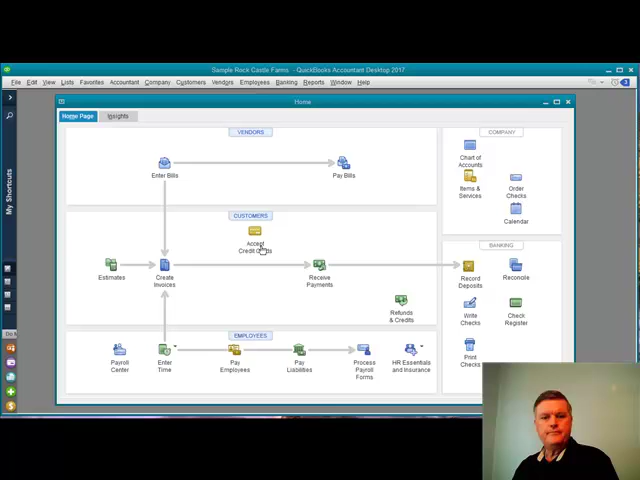 Sample Rock Castle Farms - QuickBooks Accountant Desktop 2017
File Edit View Lists Favorites Accountant Company Customers Vendors Employees Banking Reports Window Help
3
Home
My Shortcuts
Home Page Insights
VENDORS
Enter Bills
Pay Bills
CUSTOMERS
Accept
Credit Cards
Estimates
Create
Invoices
Receive
Payments
Refunds
& Credits
EMPLOYEES
Payroll
Center
Enter
Time
Pay
Employees
Pay
Liabilities
Process
Payroll
Forms
HR Essentials
and Insurance
COMPANY
Chart of
Accounts
Items &
Services
Order
Checks
Calendar
BANKING
Record
Deposits
Reconcile
Write
Checks
Check
Register
Print
Checks